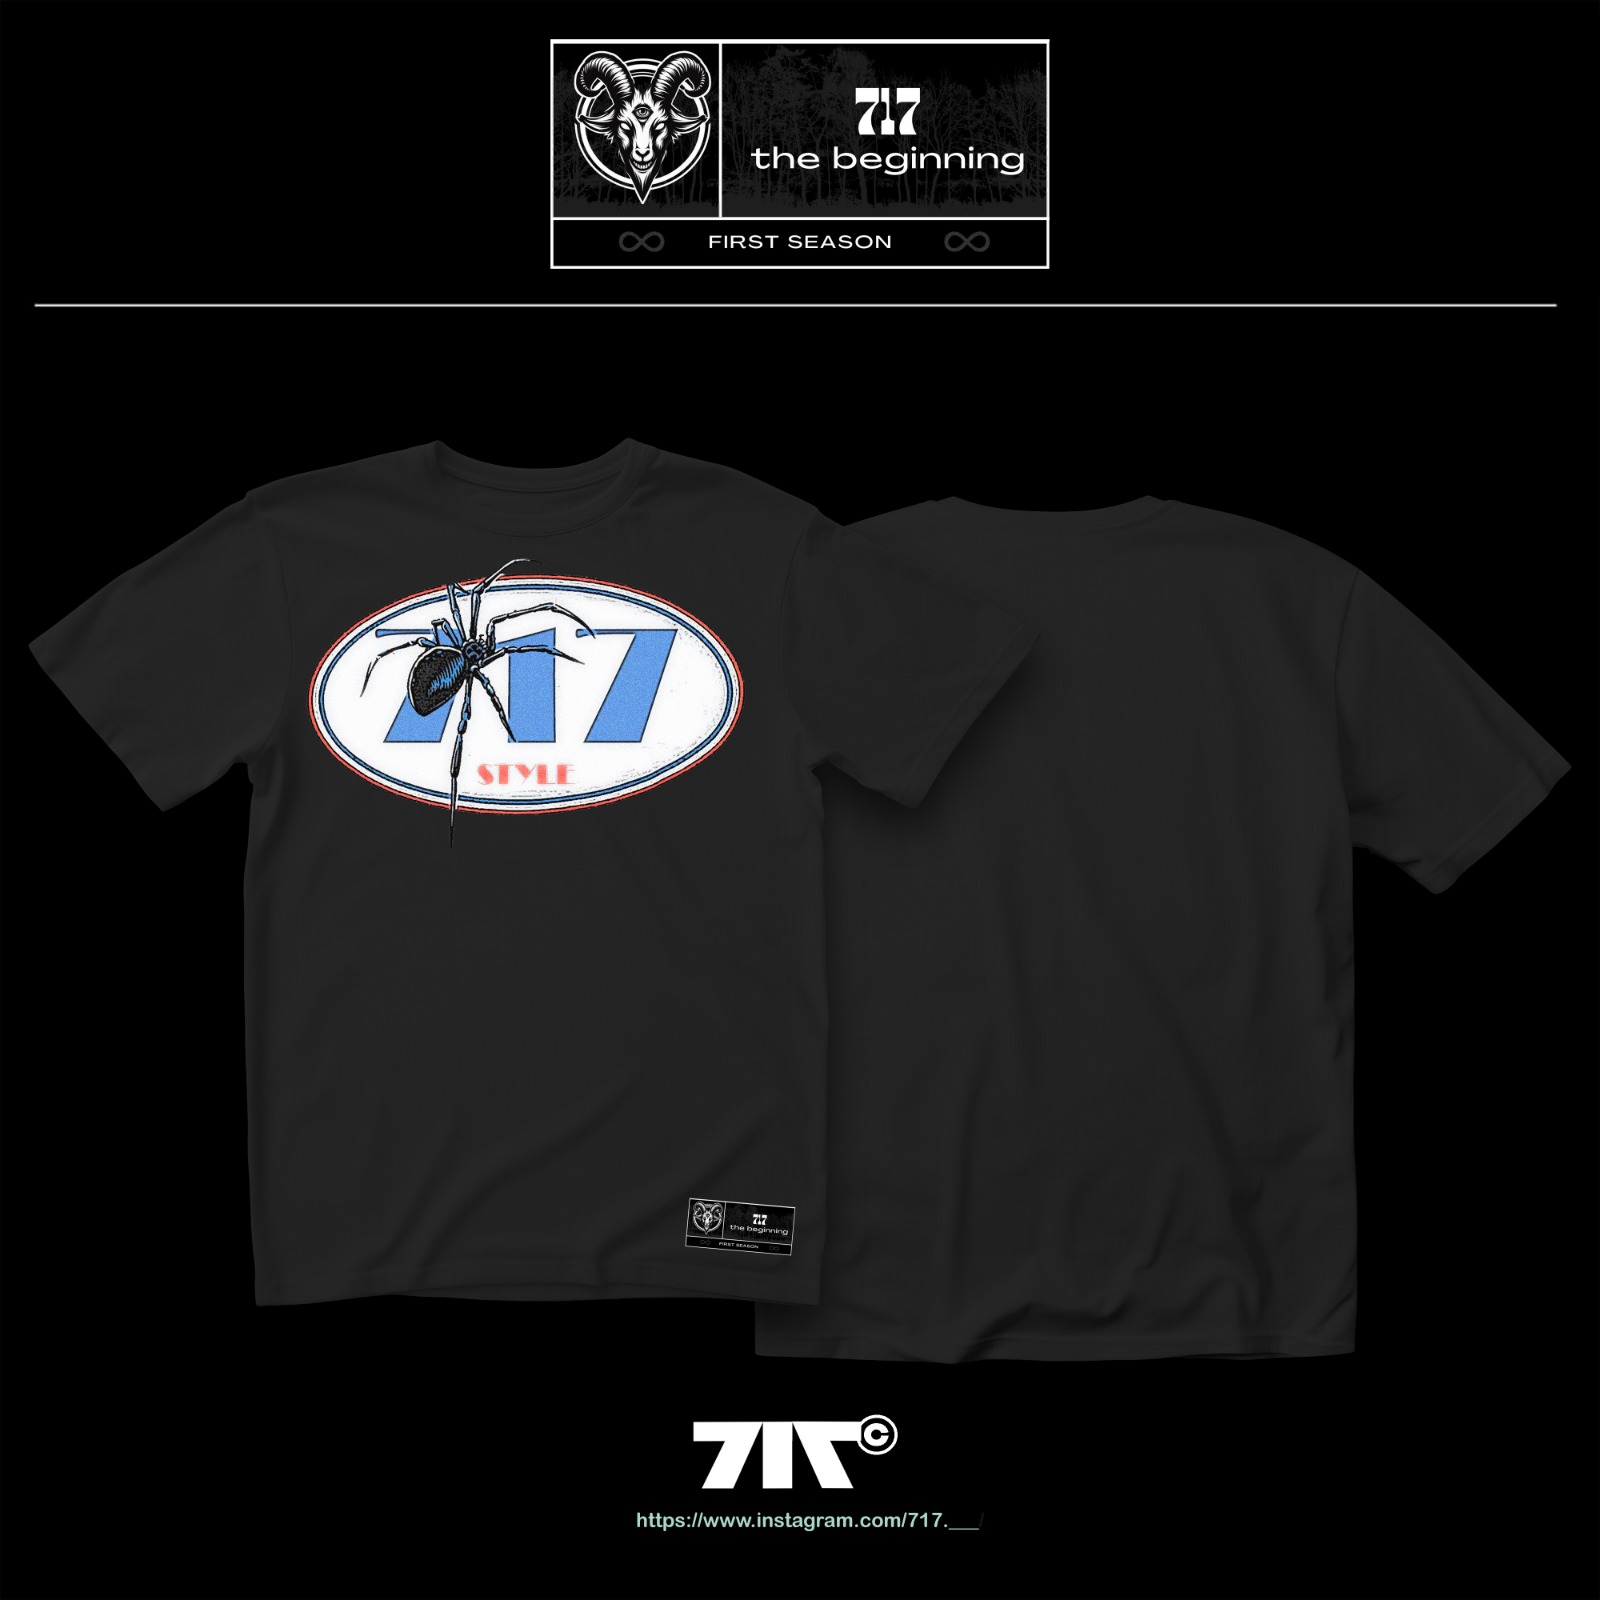 717
the beginning
FIRST SEASON
717
STYLE
717
the beginning
FIRST SEASON
717©
https://www.instagram.com/717.___/